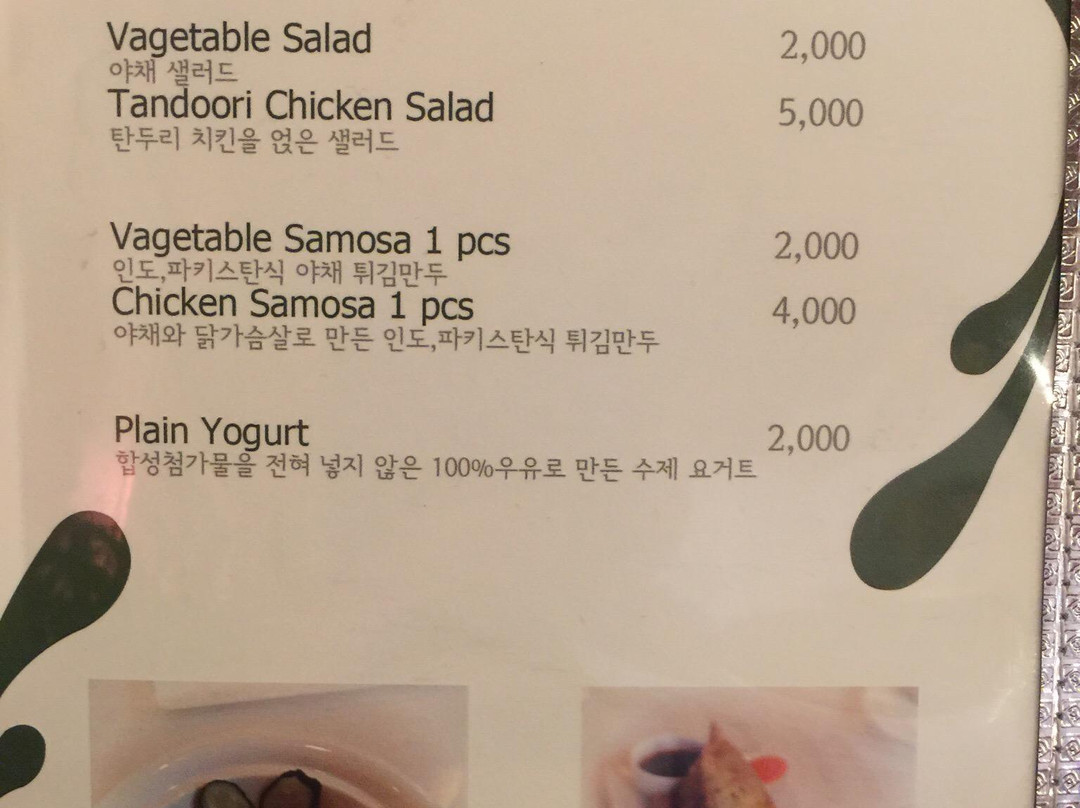 Vagetable Salad 2,000
야채 샐러드
Tandoori Chicken Salad 5,000
탄두리 치킨을 얹은 샐러드
Vagetable Samosa 1 pcs 2,000
인도,파키스탄식 야채 튀김만두
Chicken Samosa 1 pcs 4,000
야채와 닭가슴살로 만든 인도,파키스탄식 튀김만두
Plain Yogurt 2,000
합성첨가물을 전혀 넣지 않은 100%우유로 만든 수제 요거트